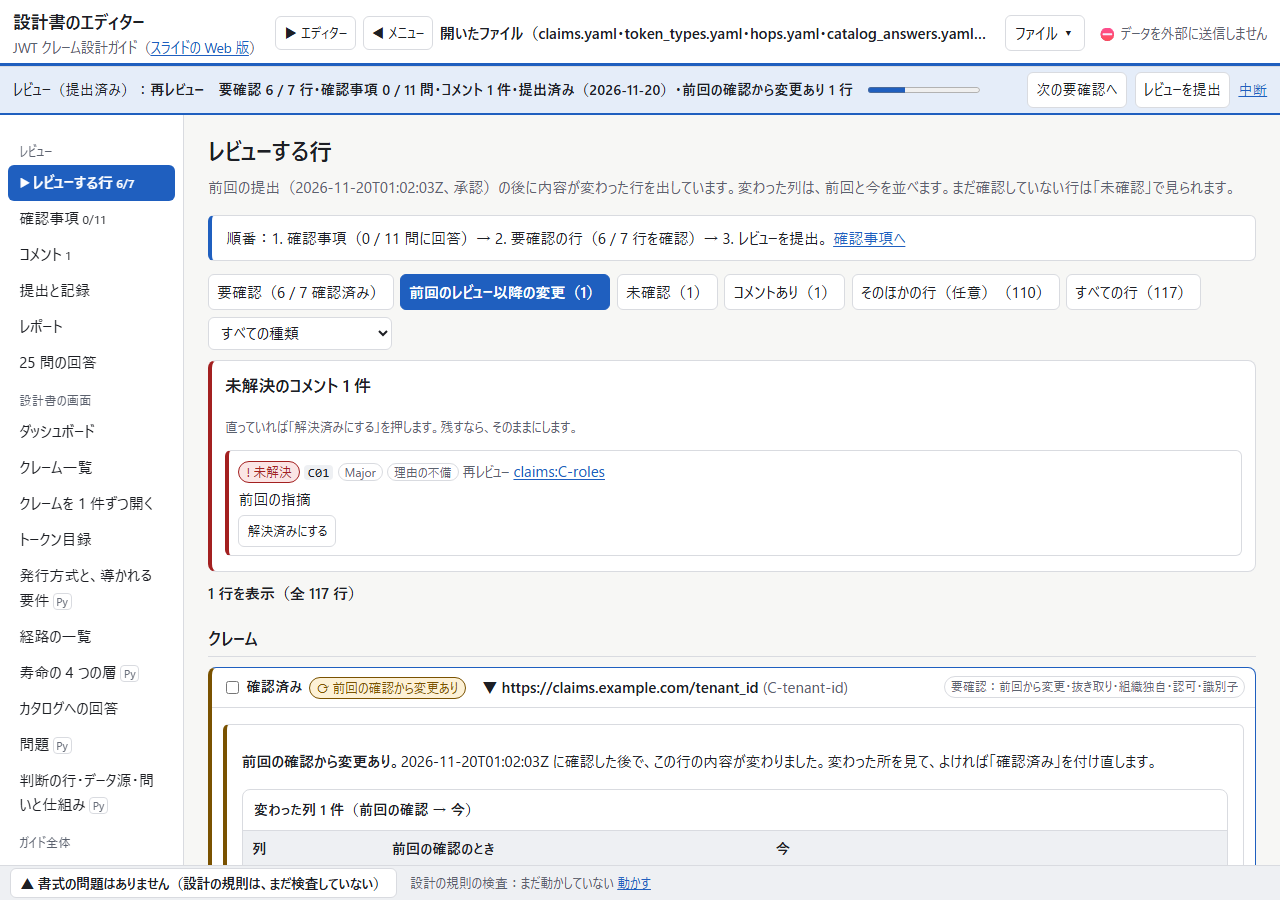 設計書のエディター
JWT クレーム設計ガイド（スライドの Web 版）
▶ エディター
◀ メニュー
開いたファイル（claims.yaml・token_types.yaml・hops.yaml・catalog_answers.yaml...
ファイル ▼
⛔ データを外部に送信しません
レビュー（提出済み）：再レビュー 要確認 6 / 7 行・確認事項 0 / 11 問・コメント 1 件・提出済み（2026-11-20）・前回の確認から変更あり 1 行
次の要確認へ
レビューを提出
中断
レビュー
▶ レビューする行 6/7
確認事項 0/11
コメント 1
提出と記録
レポート
25 問の回答
設計書の画面
ダッシュボード
クレーム一覧
クレームを 1 件ずつ開く
トークン目録
発行方式と、導かれる
要件 Py
経路の一覧
寿命の 4 つの層 Py
カタログへの回答
問題 Py
判断の行・データ源・問
いと仕組み Py
ガイド全体
レビューする行
前回の提出（2026-11-20T01:02:03Z、承認）の後に内容が変わった行を出しています。変わった列は、前回と今を並べます。まだ確認していない行は「未確認」で見られます。
順番：1. 確認事項（0 / 11 問に回答）→ 2. 要確認の行（6 / 7 行を確認）→ 3. レビューを提出。 確認事項へ
要確認（6 / 7 確認済み）
前回のレビュー以降の変更（1）
未確認（1）
コメントあり（1）
そのほかの行（任意）（110）
すべての行（117）
すべての種類
未解決のコメント 1 件
直っていれば「解決済みにする」を押します。残すなら、そのままにします。
! 未解決 C01 Major 理由の不備 再レビュー claims:C-roles
前回の指摘
解決済みにする
1 行を表示（全 117 行）
クレーム
確認済み ⟳ 前回の確認から変更あり ▼ https://claims.example.com/tenant_id (C-tenant-id) 要確認：前回から変更・抜き取り・組織独自・認可・識別子
前回の確認から変更あり。2026-11-20T01:02:03Z に確認した後で、この行の内容が変わりました。変わった所を見て、よければ「確認済み」を付け直します。
変わった列 1 件（前回の確認 → 今）
列 前回の確認のとき 今
▲ 書式の問題はありません（設計の規則は、まだ検査していない）
設計の規則の検査：まだ動かしていない 動かす